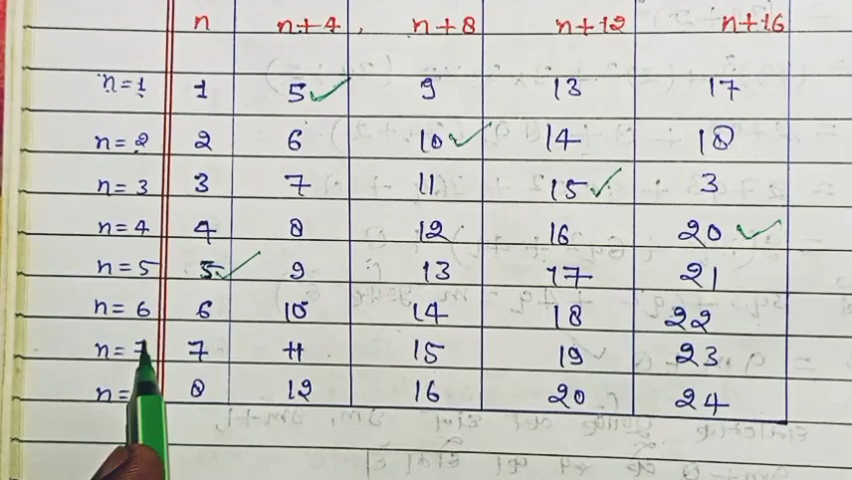 n n+4, n+8 n+12 n+16
n=1 1 5✓ 9 13 17
n=2 2 6 10✓ 14 18
n=3 3 7 11 15✓ 3
n=4 4 8 12 16 20✓
n=5 5✓ 9 13 17 21
n=6 6 10 14 18 22
n=7 7 11 15 19 23
n= 8 12 16 20 24